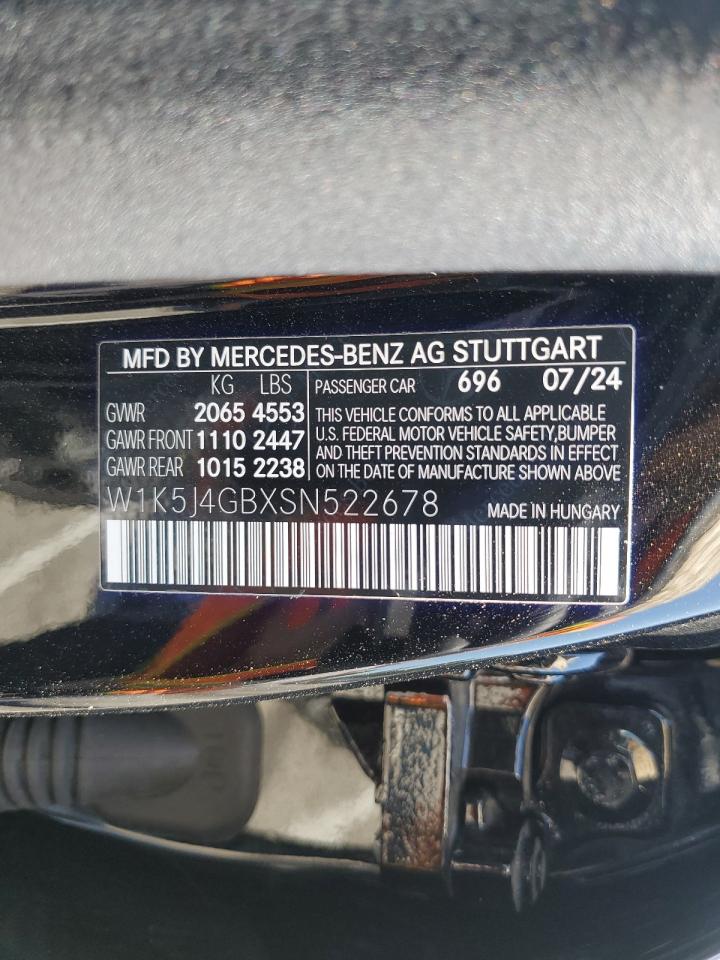 MFD BY MERCEDES-BENZ AG STUTTGART
KG LBS
GVWR 2065 4553
GAWR FRONT 1110 2447
GAWR REAR 1015 2238
PASSENGER CAR 696 07/24
THIS VEHICLE CONFORMS TO ALL APPLICABLE
U.S. FEDERAL MOTOR VEHICLE SAFETY,BUMPER
AND THEFT PREVENTION STANDARDS IN EFFECT
ON THE DATE OF MANUFACTURE SHOWN ABOVE
W1K5J4GBXSN522678 MADE IN HUNGARY